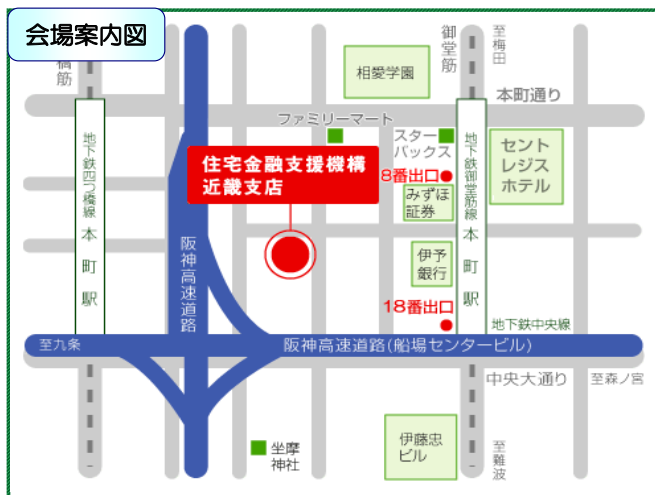 会場案内図
橋筋
御堂筋
至梅田
相愛学園
本町通り
ファミリーマート
スター
バックス
セント
レジス
ホテル
地下鉄四つ橋線
本町駅
地下鉄御堂筋線
本町駅
住宅金融支援機構
近畿支店
8番出口
みずほ
証券
阪神高速道路
伊予
銀行
18番出口
地下鉄中央線
至九条
阪神高速道路(船場センタービル)
中央大通り
至森ノ宮
坐摩
神社
伊藤忠
ビル
至難波